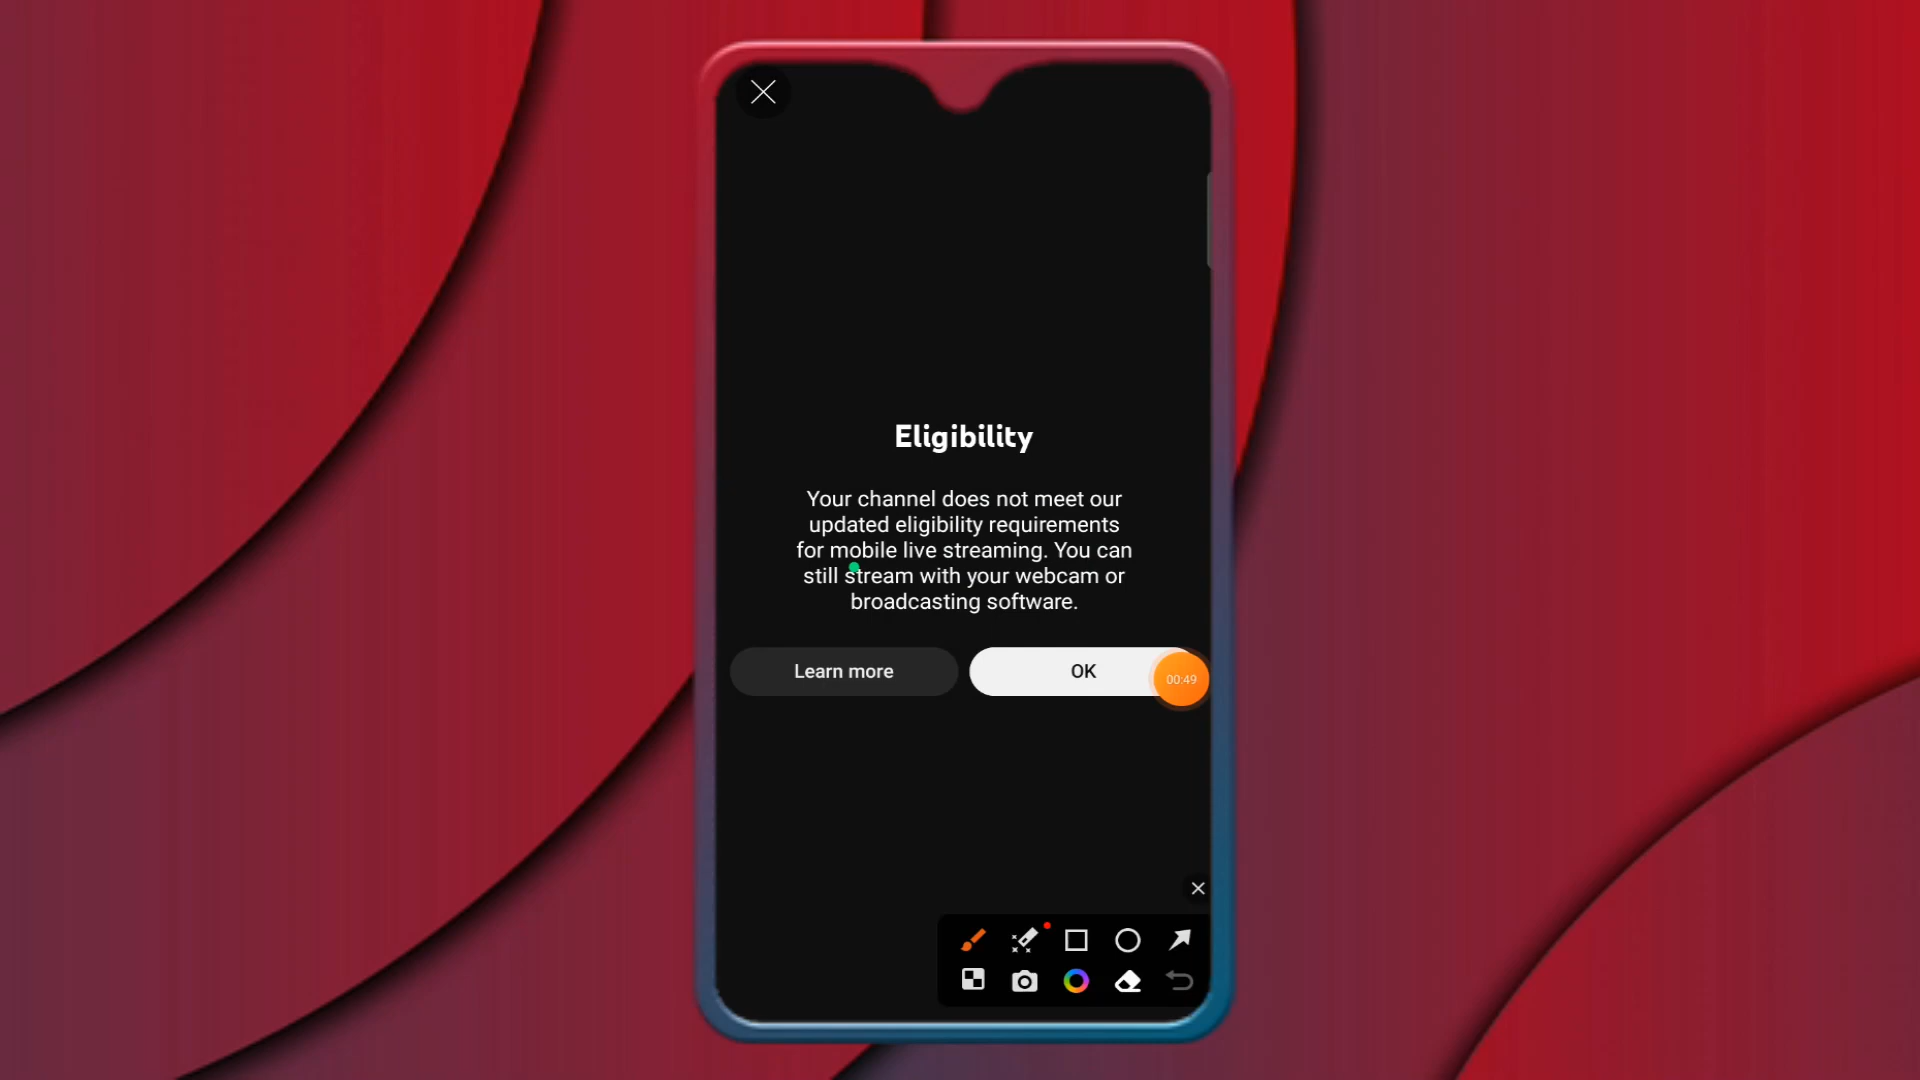 Eligibility
Your channel does not meet our
updated eligibility requirements
for mobile live streaming. You can
still stream with your webcam or
broadcasting software.
Learn more
OK
00:49